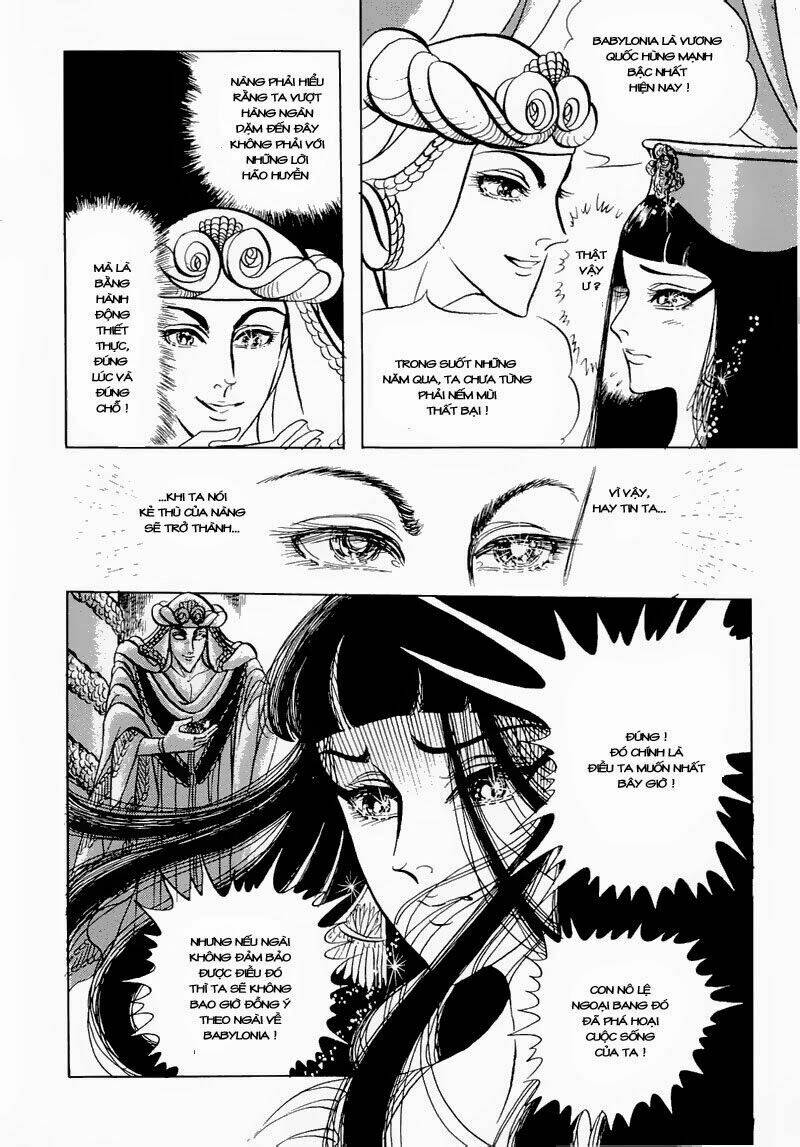 BABYLONIA LÀ VƯƠNG
QUỐC HÙNG MẠNH
BẬC NHẤT
HIỆN NAY !
THẬT
VẬY
Ư ?
TRONG SUỐT NHỮNG
NĂM QUA, TA CHƯA TỪNG
PHẢI NẾM MÙI
THẤT BẠI !
NÀNG PHẢI HIỂU
RẰNG TA VƯỢT
HÀNG NGÀN
DẶM ĐẾN ĐÂY
KHÔNG PHẢI VỚI
NHỮNG LỜI
HÃO HUYỀN
MÀ LÀ
BẰNG
HÀNH
ĐỘNG
THIẾT
THỰC,
ĐÚNG
LÚC VÀ
ĐÚNG
CHỖ !
VÌ VẬY,
HAY TIN TA...
...KHI TA NÓI
KẺ THÙ CỦA NÀNG
SẼ TRỞ THÀNH...
ĐÚNG !
ĐÓ CHÍNH LÀ
ĐIỀU TA MUỐN NHẤT
BÂY GIỜ !
CON NÔ LỆ
NGOẠI BANG ĐÓ
ĐÃ PHÁ HOẠI
CUỘC SỐNG
CỦA TA !
NHƯNG NẾU NGÀI
KHÔNG ĐẢM BẢO
ĐƯỢC ĐIỀU ĐÓ
THÌ TA SẼ KHÔNG
BAO GIỜ ĐỒNG Ý
THEO NGÀI VỀ
BABYLONIA !